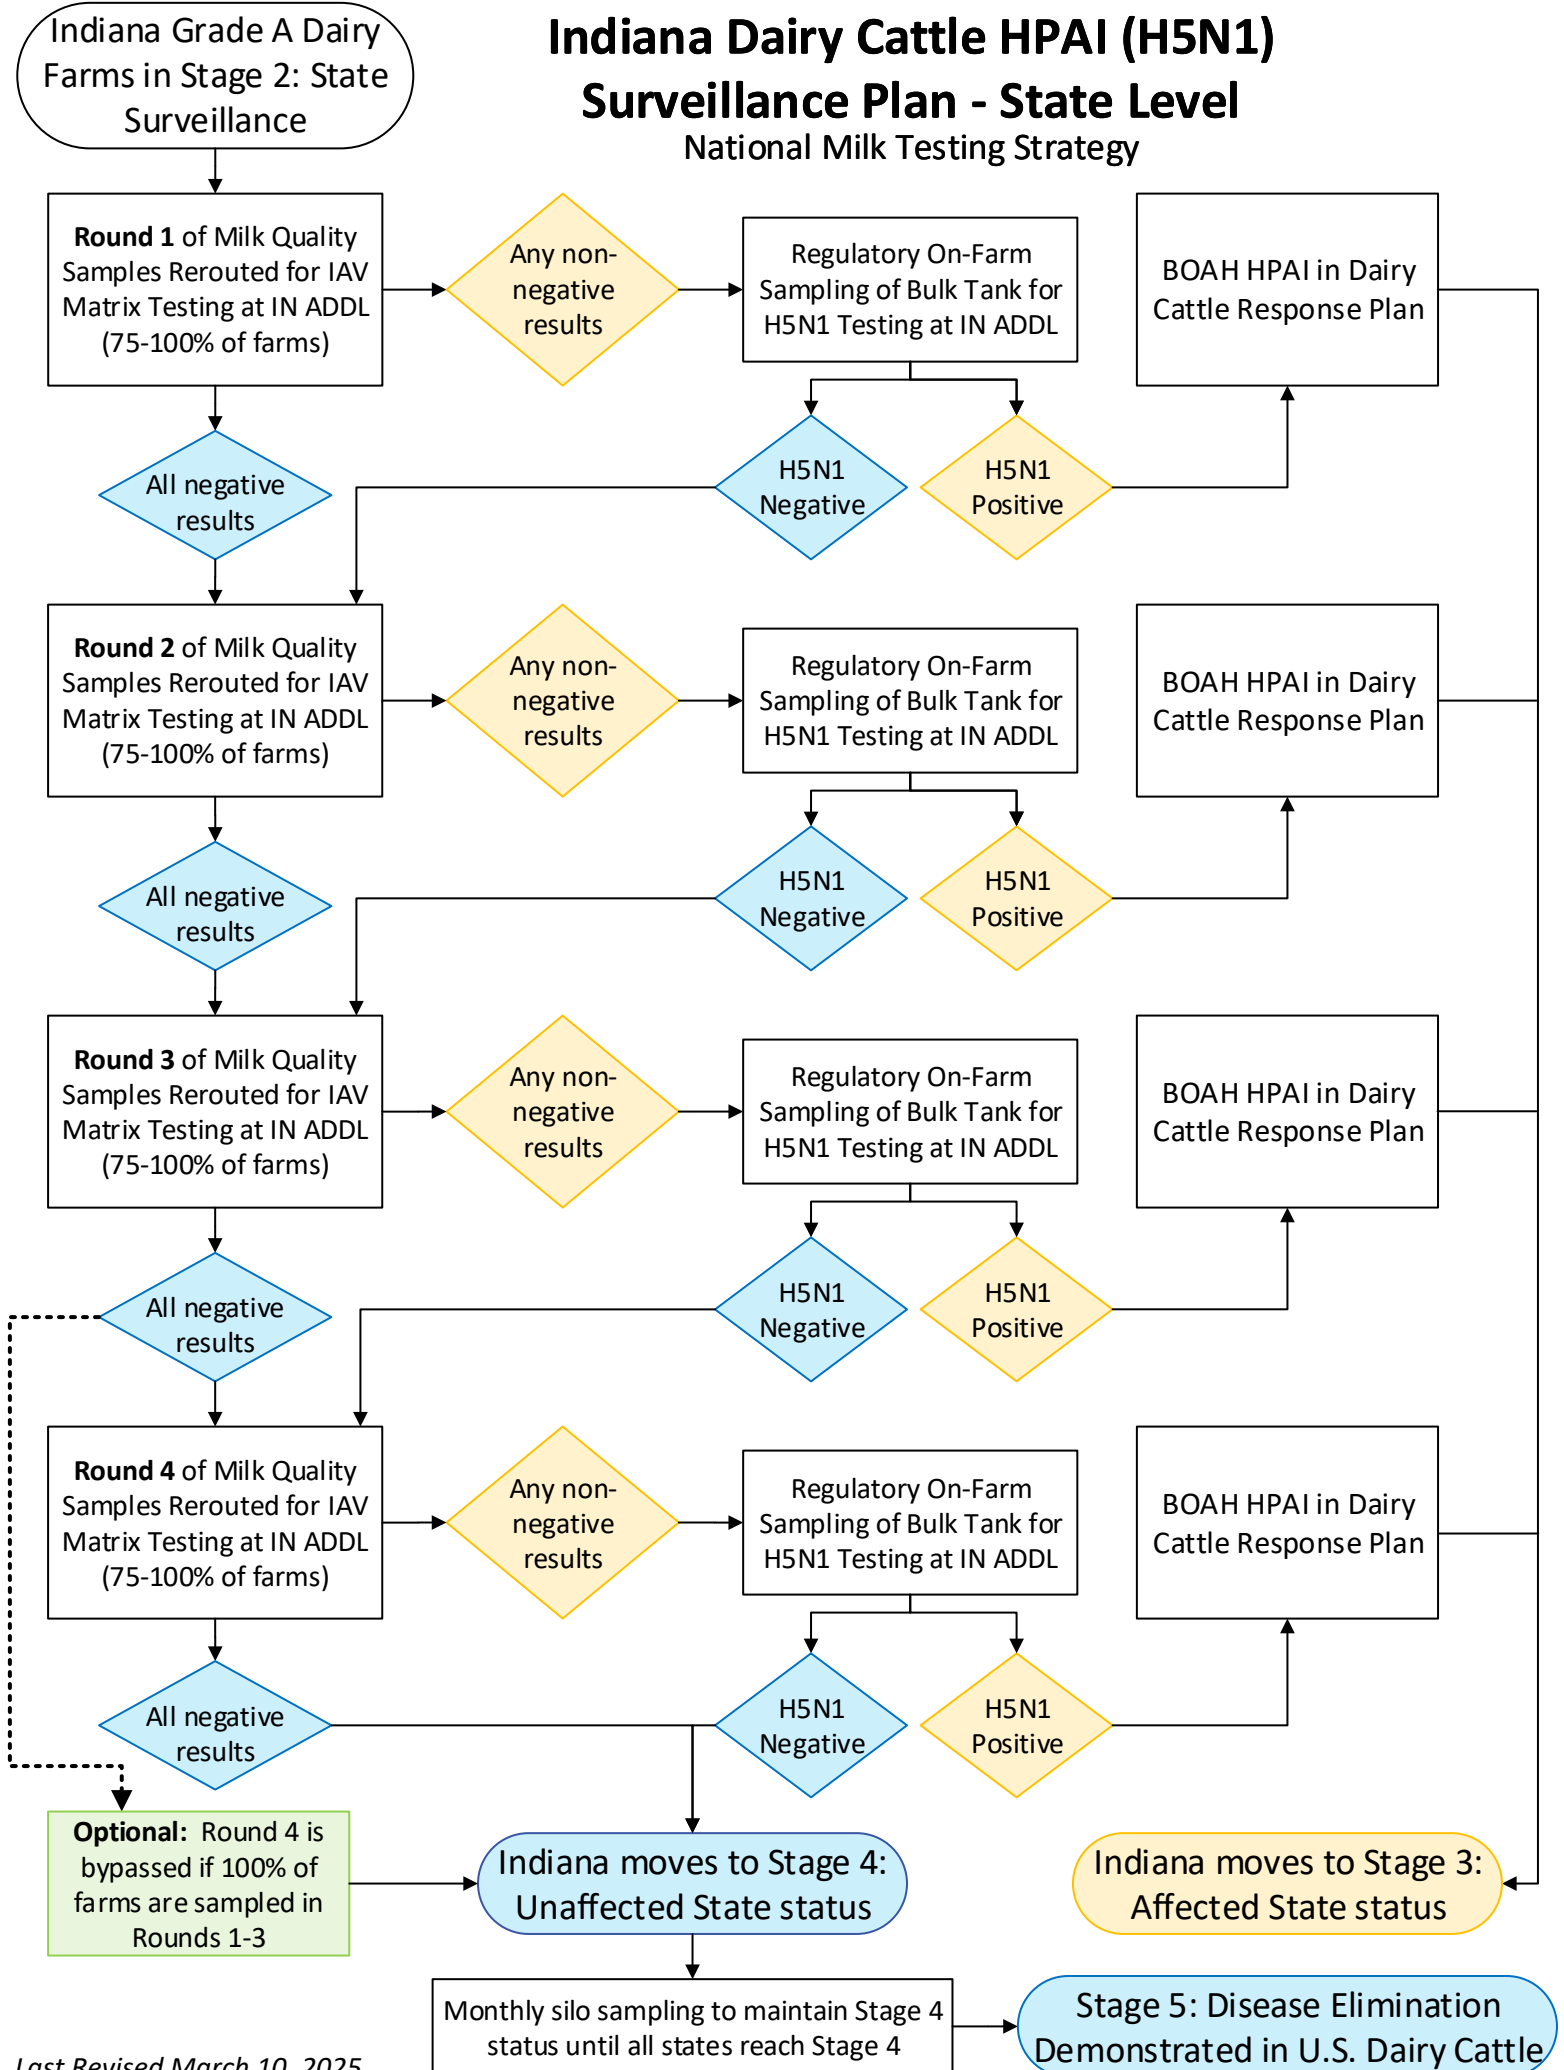 Indiana Grade A Dairy
Farms in Stage 2: State
Surveillance
Indiana Dairy Cattle HPAI (H5N1)
Surveillance Plan - State Level
National Milk Testing Strategy
Round 1 of Milk Quality
Samples Rerouted for IAV
Matrix Testing at IN ADDL
(75-100% of farms)
Any non-
negative
results
Regulatory On-Farm
Sampling of Bulk Tank for
H5N1 Testing at IN ADDL
BOAH HPAI in Dairy
Cattle Response Plan
All negative
results
H5N1
Negative
H5N1
Positive
Round 2 of Milk Quality
Samples Rerouted for IAV
Matrix Testing at IN ADDL
(75-100% of farms)
Any non-
negative
results
Regulatory On-Farm
Sampling of Bulk Tank for
H5N1 Testing at IN ADDL
BOAH HPAI in Dairy
Cattle Response Plan
All negative
results
H5N1
Negative
H5N1
Positive
Round 3 of Milk Quality
Samples Rerouted for IAV
Matrix Testing at IN ADDL
(75-100% of farms)
Any non-
negative
results
Regulatory On-Farm
Sampling of Bulk Tank for
H5N1 Testing at IN ADDL
BOAH HPAI in Dairy
Cattle Response Plan
All negative
results
H5N1
Negative
H5N1
Positive
Round 4 of Milk Quality
Samples Rerouted for IAV
Matrix Testing at IN ADDL
(75-100% of farms)
Any non-
negative
results
Regulatory On-Farm
Sampling of Bulk Tank for
H5N1 Testing at IN ADDL
BOAH HPAI in Dairy
Cattle Response Plan
All negative
results
H5N1
Negative
H5N1
Positive
Optional: Round 4 is
bypassed if 100% of
farms are sampled in
Rounds 1-3
Indiana moves to Stage 4:
Unaffected State status
Indiana moves to Stage 3:
Affected State status
Monthly silo sampling to maintain Stage 4
status until all states reach Stage 4
Stage 5: Disease Elimination
Demonstrated in U.S. Dairy Cattle
Last Revised March 10, 2025